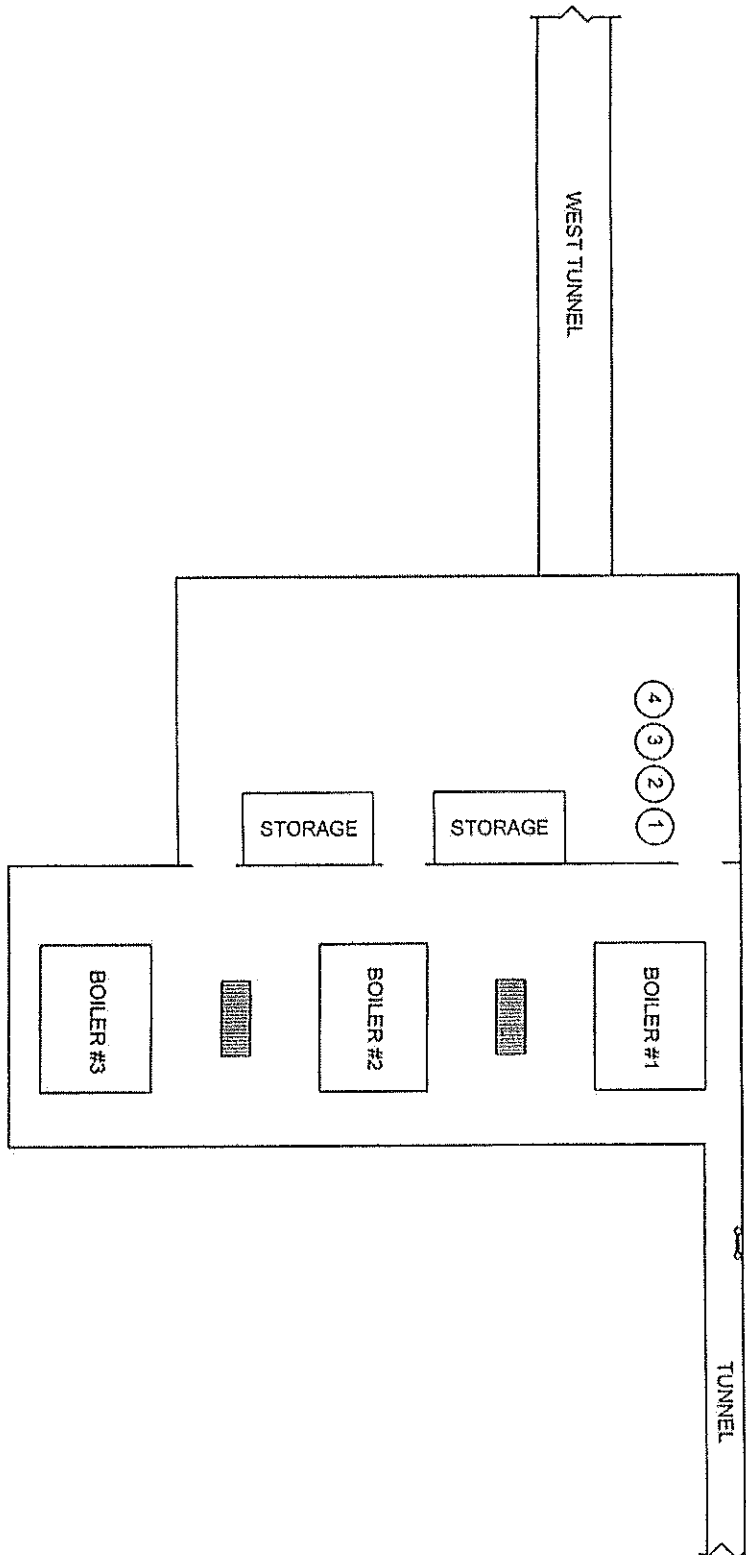 WEST TUNNEL
4
3
2
1
STORAGE
STORAGE
BOILER #3
BOILER #2
BOILER #1
TUNNEL